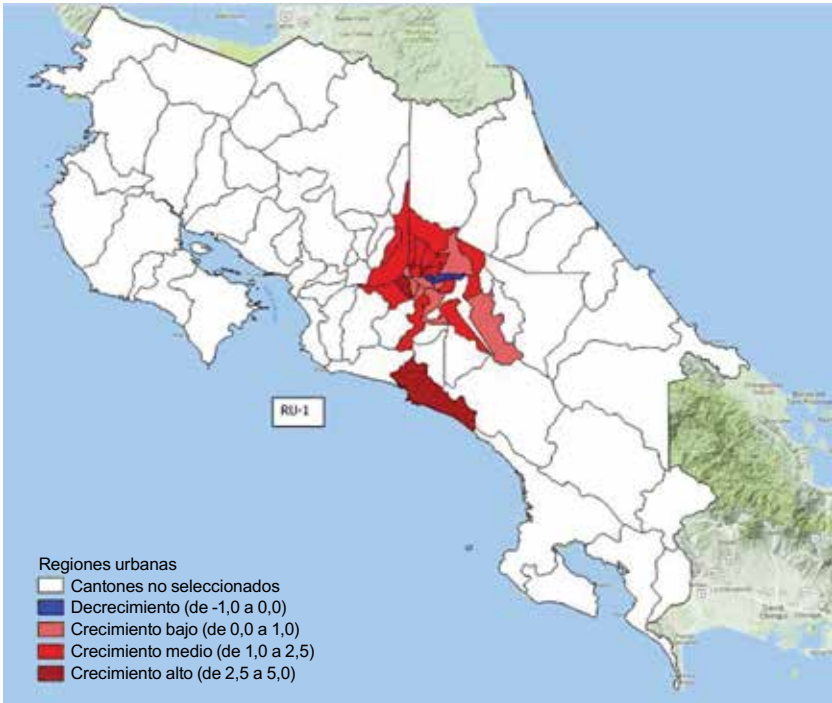 RU-1
Regiones urbanas
Cantones no seleccionados
Decrecimiento (de -1,0 a 0,0)
Crecimiento bajo (de 0,0 a 1,0)
Crecimiento medio (de 1,0 a 2,5)
Crecimiento alto (de 2,5 a 5,0)